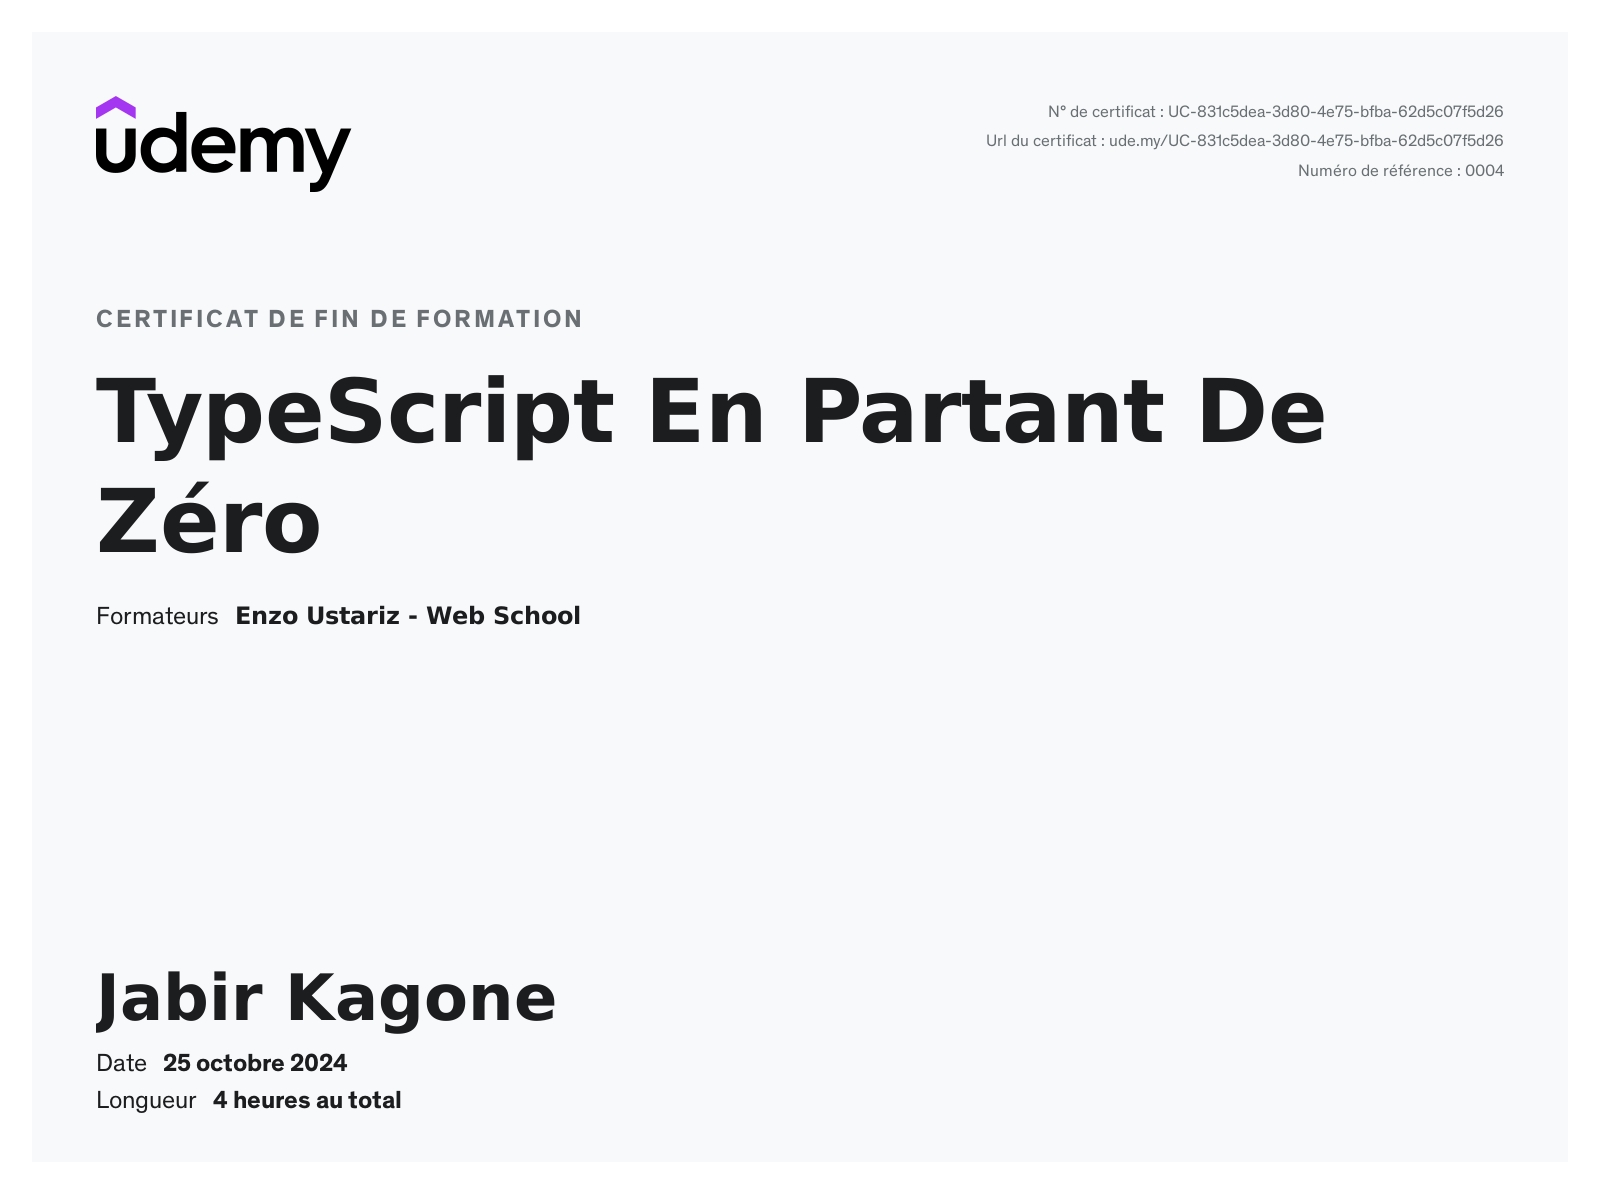 udemy
N° de certificat : UC-831c5dea-3d80-4e75-bfba-62d5c07f5d26
Url du certificat : ude.my/UC-831c5dea-3d80-4e75-bfba-62d5c07f5d26
Numéro de référence : 0004
CERTIFICAT DE FIN DE FORMATION
TypeScript En Partant De
Zéro
Formateurs Enzo Ustariz - Web School
Jabir Kagone
Date 25 octobre 2024
Longueur 4 heures au total